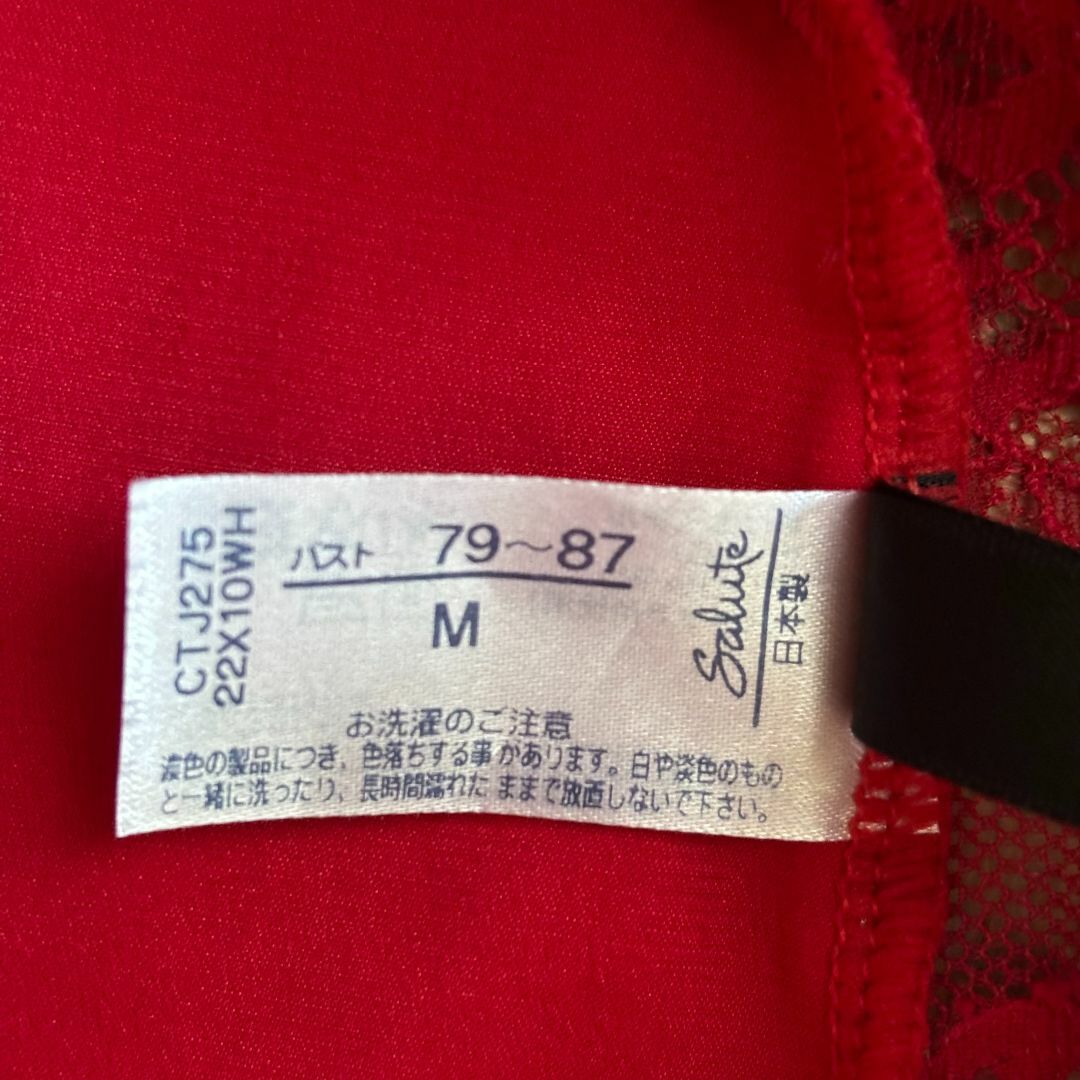 CTJ275
22X10WH
バスト 79～87
M
Salute
日本製
お洗濯のご注意
濃色の製品につき、色落ちする事があります。白や淡色のもの
と一緒に洗ったり、長時間濡れたままで放置しないで下さい。